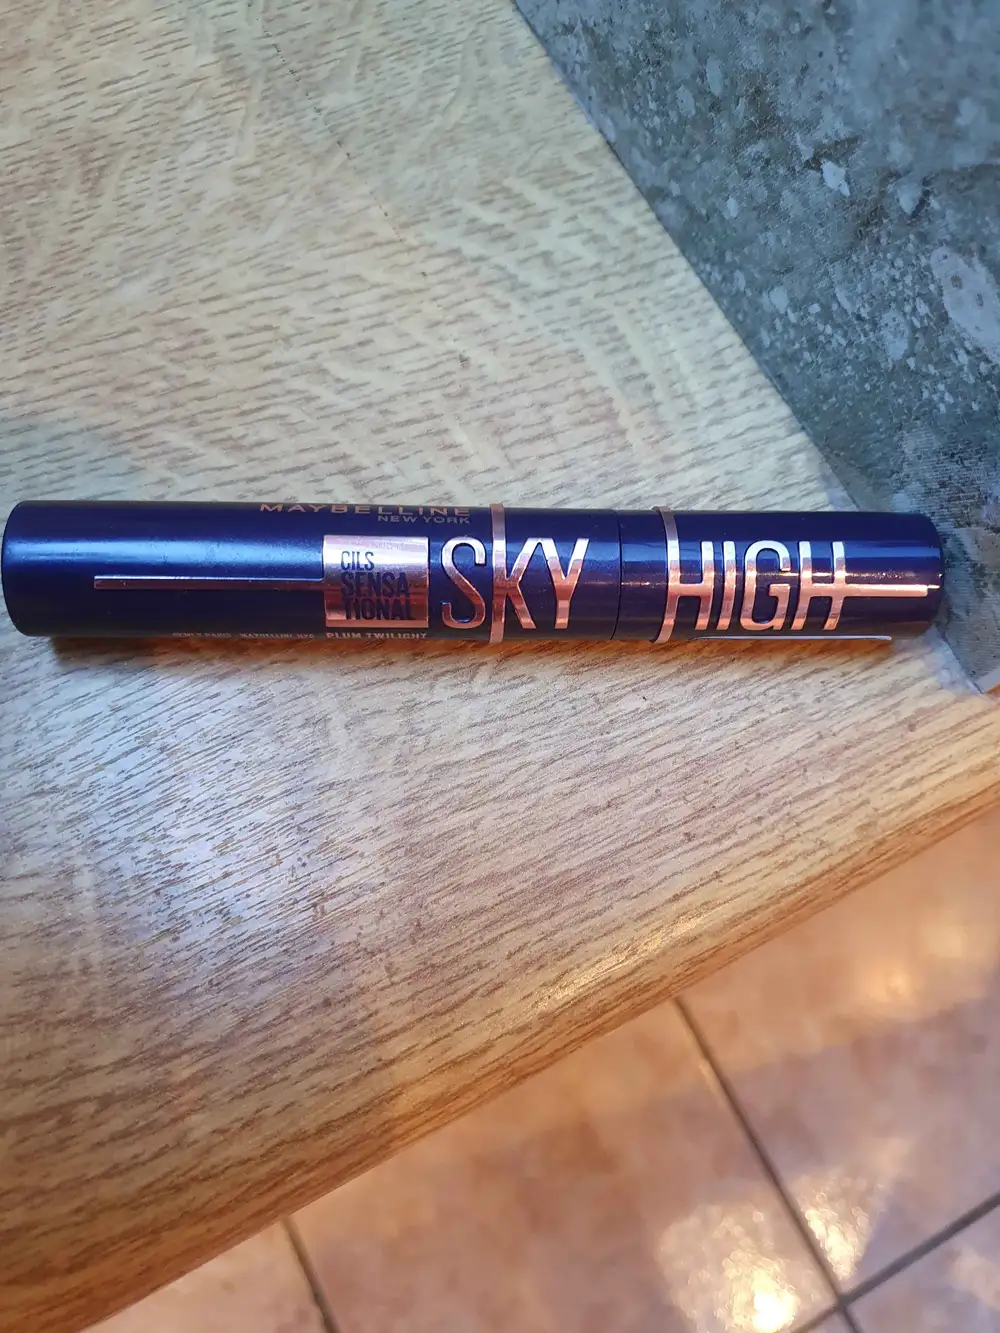 MAYBELLINE
NEW YORK
CILS
SENSA
TIONAL
SKY HIGH
PLUM TWILIGHT